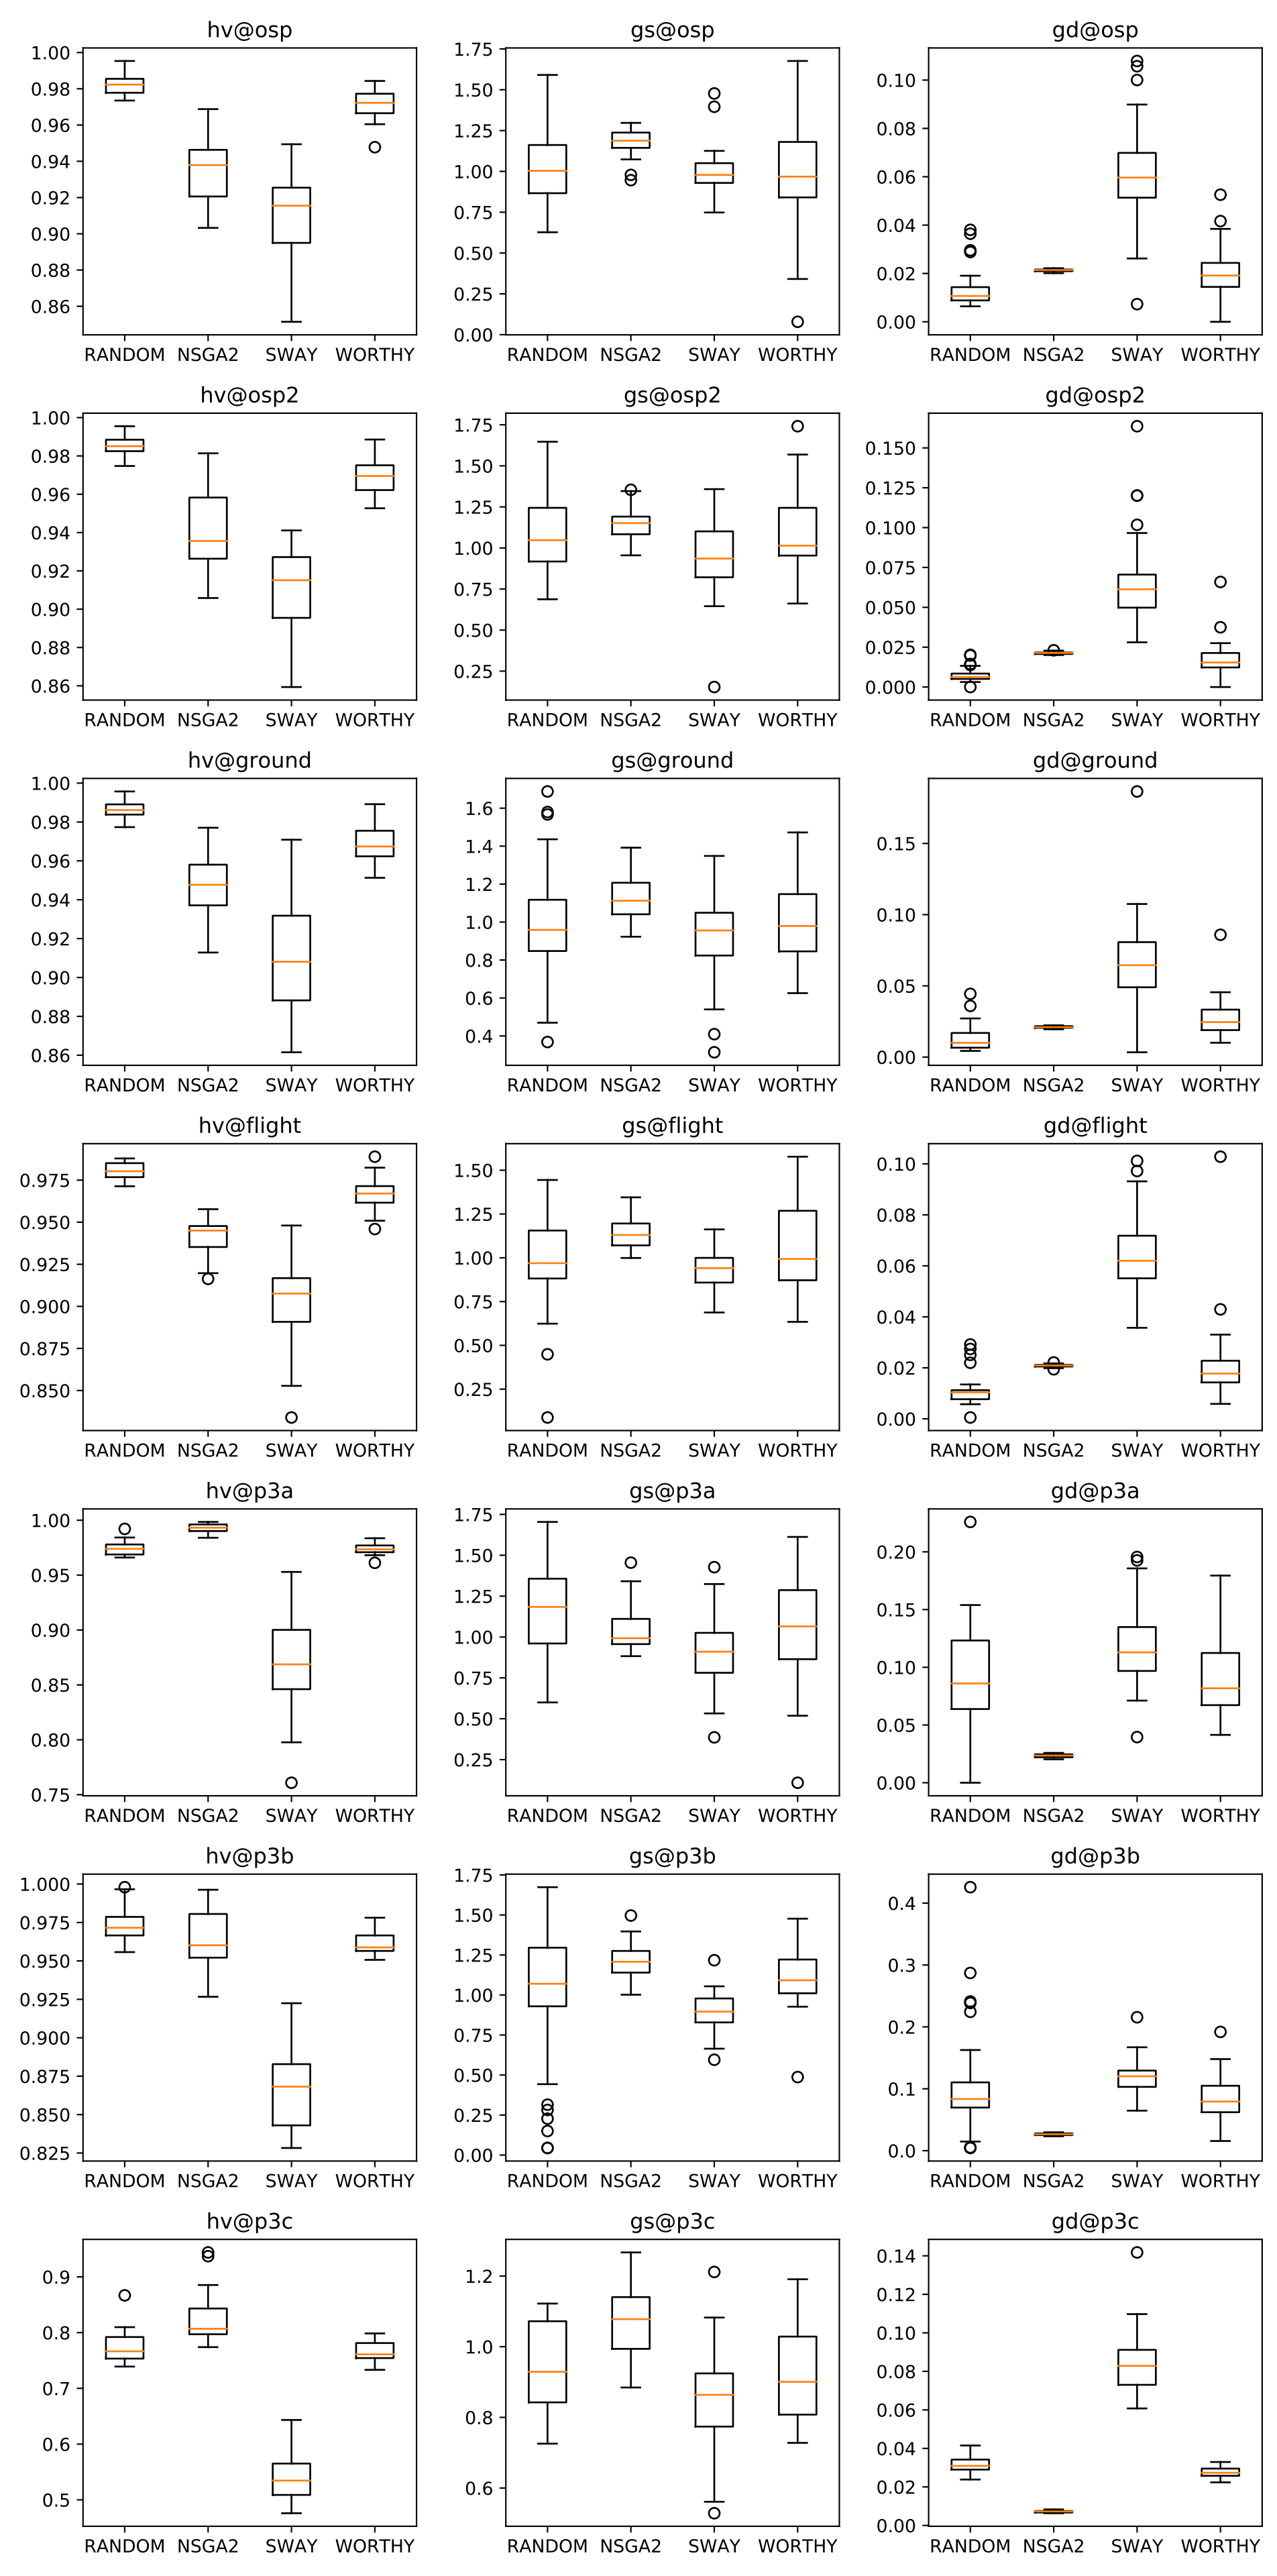 hv@osp gs@osp gd@osp
1.00 0.98 0.96 0.94 0.92 0.90 0.88 0.86
1.75 1.50 1.25 1.00 0.75 0.50 0.25 0.00
0.10 0.08 0.06 0.04 0.02 0.00
RANDOM NSGA2 SWAY WORTHY RANDOM NSGA2 SWAY WORTHY RANDOM NSGA2 SWAY WORTHY
hv@osp2 gs@osp2 gd@osp2
1.00 0.98 0.96 0.94 0.92 0.90 0.88 0.86
1.75 1.50 1.25 1.00 0.75 0.50 0.25
0.150 0.125 0.100 0.075 0.050 0.025 0.000
RANDOM NSGA2 SWAY WORTHY RANDOM NSGA2 SWAY WORTHY RANDOM NSGA2 SWAY WORTHY
hv@ground gs@ground gd@ground
1.00 0.98 0.96 0.94 0.92 0.90 0.88 0.86
1.6 1.4 1.2 1.0 0.8 0.6 0.4
0.15 0.10 0.05 0.00
RANDOM NSGA2 SWAY WORTHY RANDOM NSGA2 SWAY WORTHY RANDOM NSGA2 SWAY WORTHY
hv@flight gs@flight gd@flight
0.975 0.950 0.925 0.900 0.875 0.850
1.50 1.25 1.00 0.75 0.50 0.25
0.10 0.08 0.06 0.04 0.02 0.00
RANDOM NSGA2 SWAY WORTHY RANDOM NSGA2 SWAY WORTHY RANDOM NSGA2 SWAY WORTHY
hv@p3a gs@p3a gd@p3a
1.00 0.95 0.90 0.85 0.80 0.75
1.75 1.50 1.25 1.00 0.75 0.50 0.25
0.20 0.15 0.10 0.05 0.00
RANDOM NSGA2 SWAY WORTHY RANDOM NSGA2 SWAY WORTHY RANDOM NSGA2 SWAY WORTHY
hv@p3b gs@p3b gd@p3b
1.000 0.975 0.950 0.925 0.900 0.875 0.850 0.825
1.75 1.50 1.25 1.00 0.75 0.50 0.25 0.00
0.4 0.3 0.2 0.1 0.0
RANDOM NSGA2 SWAY WORTHY RANDOM NSGA2 SWAY WORTHY RANDOM NSGA2 SWAY WORTHY
hv@p3c gs@p3c gd@p3c
0.9 0.8 0.7 0.6 0.5
1.2 1.0 0.8 0.6
0.14 0.12 0.10 0.08 0.06 0.04 0.02 0.00
RANDOM NSGA2 SWAY WORTHY RANDOM NSGA2 SWAY WORTHY RANDOM NSGA2 SWAY WORTHY